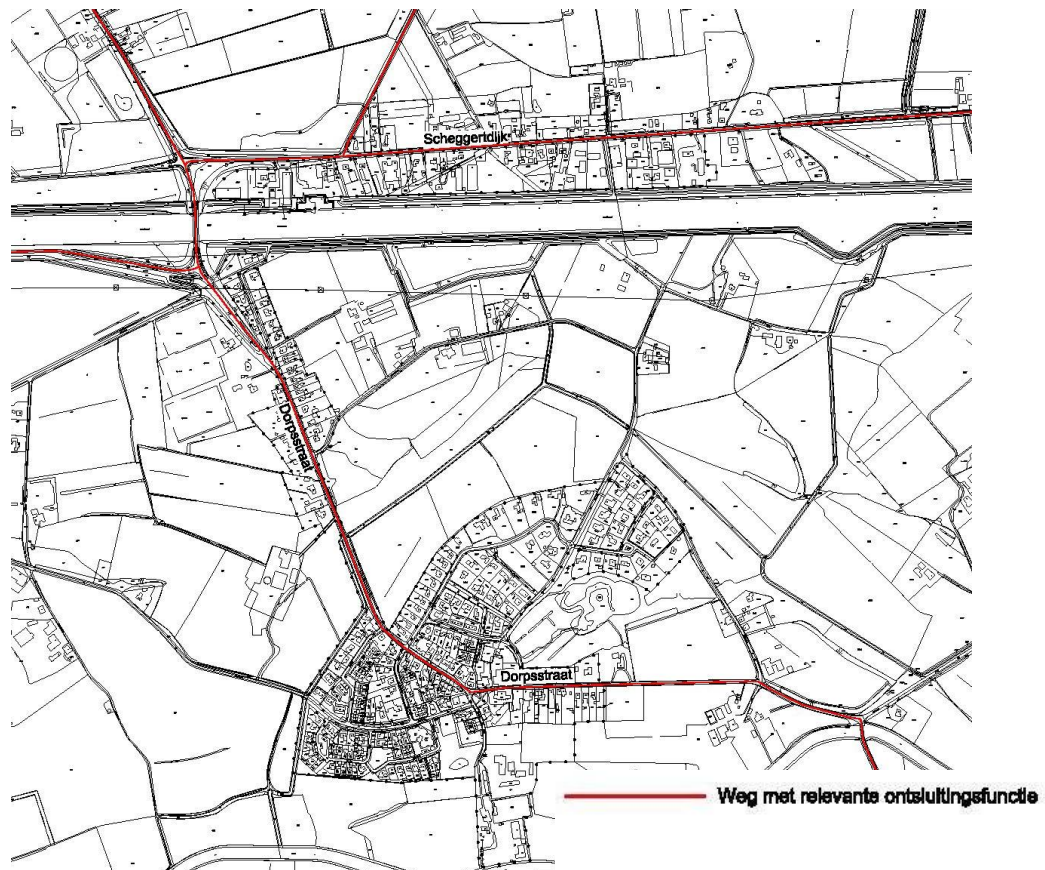 Scheggertdijk
Dorpsstraat
Dorpsstraat
Weg met relevante ontsluitingsfunctie